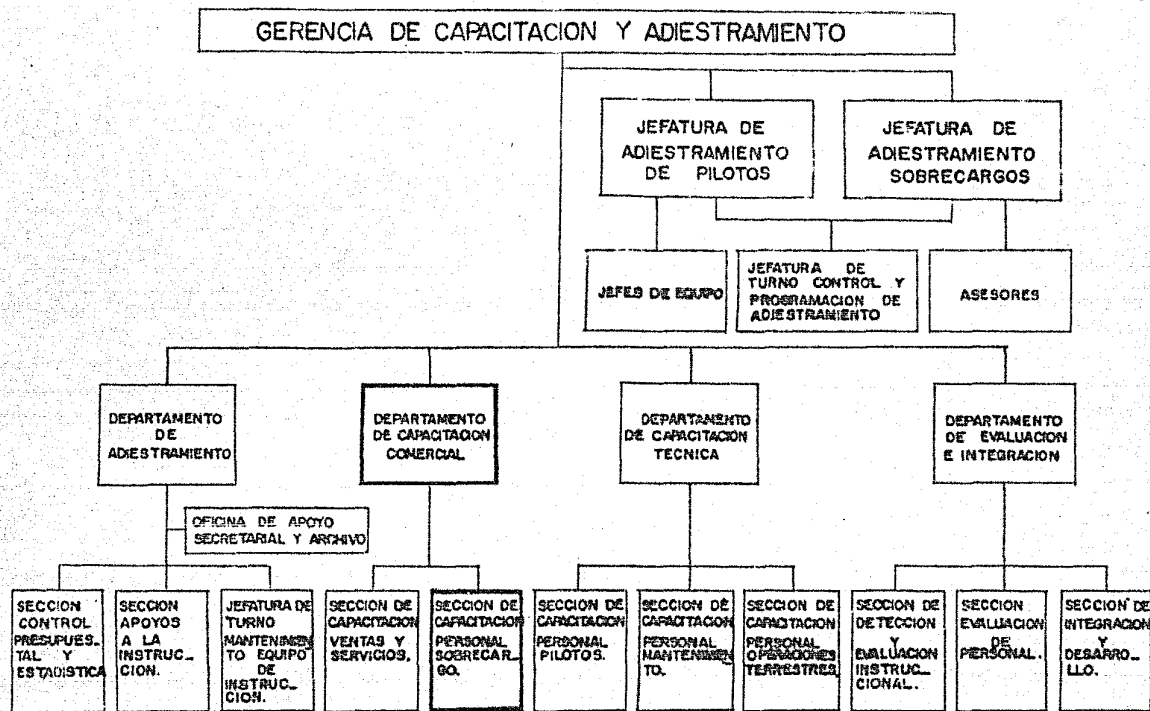 GERENCIA DE CAPACITACION Y ADIESTRAMIENTO
JEFATURA DE
ADIESTRAMIENTO
DE PILOTOS
JEFATURA DE
ADIESTRAMIENTO
SOBRECARGOS
JEFES DE EQUIPO
JEFATURA DE
TURNO CONTROL Y
PROGRAMACION DE
ADIESTRAMIENTO
ASESORES
DEPARTAMENTO
DE
ADIESTRAMIENTO
DEPARTAMENTO
DE CAPACITACION
COMERCIAL
DEPARTAMENTO
DE CAPACITACION
TECNICA
DEPARTAMENTO
DE EVALUACION
E INTEGRACION
OFICINA DE APOYO
SECRETARIAL Y ARCHIVO
SECCION
CONTROL
PRESUPUES_
TAL Y
ESTADISTICA
SECCION
APOYOS
A LA
INSTRUC_
CION.
JEFATURA DE
TURNO
MANTENIMIEN
TO EQUIPO
DE
INSTRUC_
CION.
SECCION DE
CAPACITACION
VENTAS Y
SERVICIOS.
SECCION DE
CAPACITACION
PERSONAL
SOBRECAR_
GO.
SECCION DE
CAPACITACION
PERSONAL
PILOTOS.
SECCION DE
CAPACITACION
PERSONAL
MANTENIMIEN_
TO.
SECCION DE
CAPACITACION
PERSONAL
OPERACIONES
TERRESTRES
SECCION DE
DETECCION
Y
EVALUACION
INSTRUC_
CIONAL.
SECCION
EVALUACION
DE
PERSONAL.
SECCION DE
INTEGRACION
Y
DESARRO_
LLO.